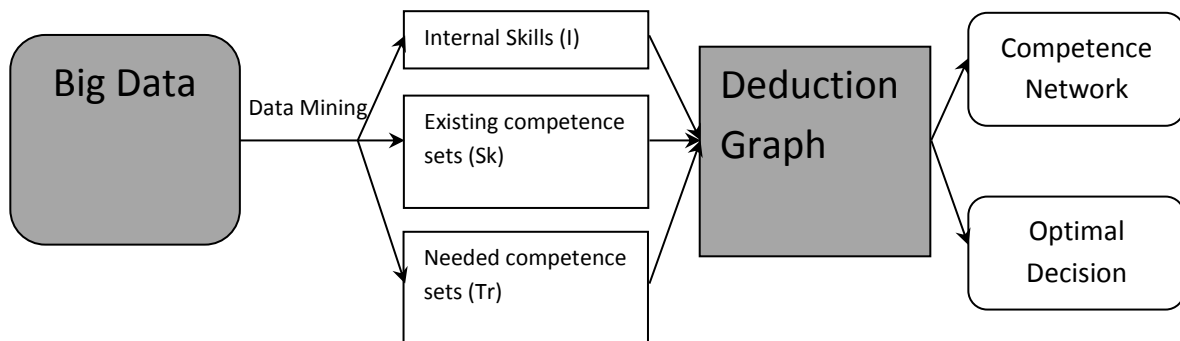 Big Data
Data Mining
Internal Skills (I)
Existing competence
sets (Sk)
Needed competence
sets (Tr)
Deduction
Graph
Competence
Network
Optimal
Decision